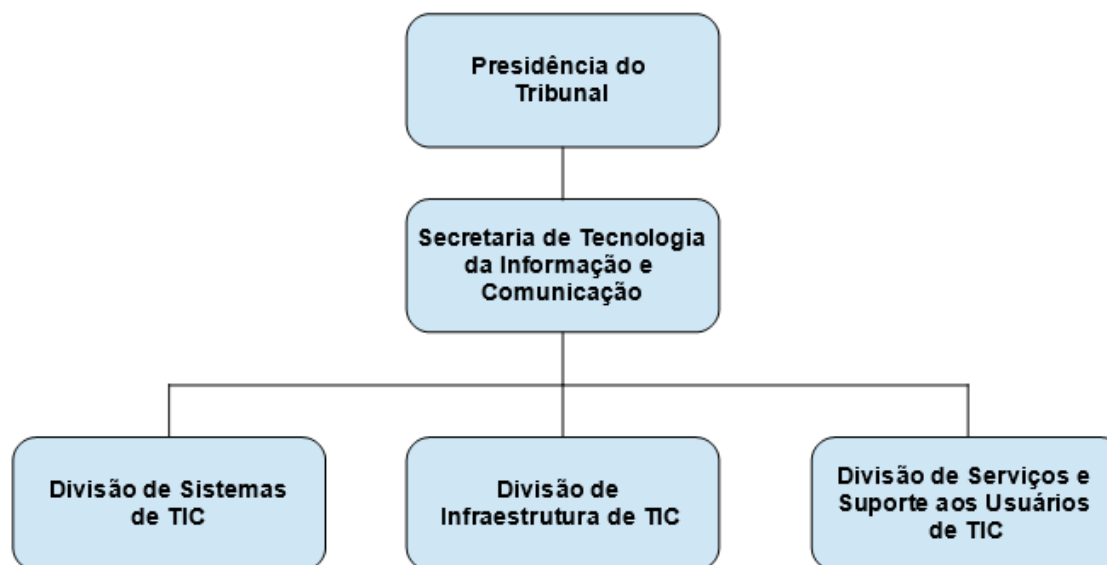 Presidência do
Tribunal
Secretaria de Tecnologia
da Informação e
Comunicação
Divisão de Sistemas
de TIC
Divisão de
Infraestrutura de TIC
Divisão de Serviços e
Suporte aos Usuários
de TIC